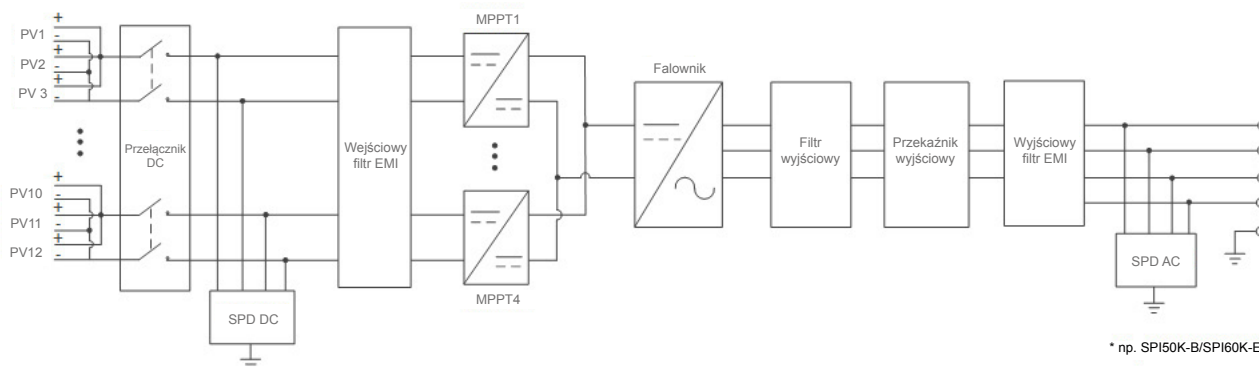 +
PV1
-
+
PV2
-
+
PV 3
-
Przełącznik
DC
+
PV10
-
+
PV11
-
+
PV12
-
SPD DC
Wejściowy
filtr EMI
MPPT1
MPPT4
Falownik
Filtr
wyjściowy
Przekaźnik
wyjściowy
Wyjściowy
filtr EMI
SPD AC
* np. SPI50K-B/SPI60K-B